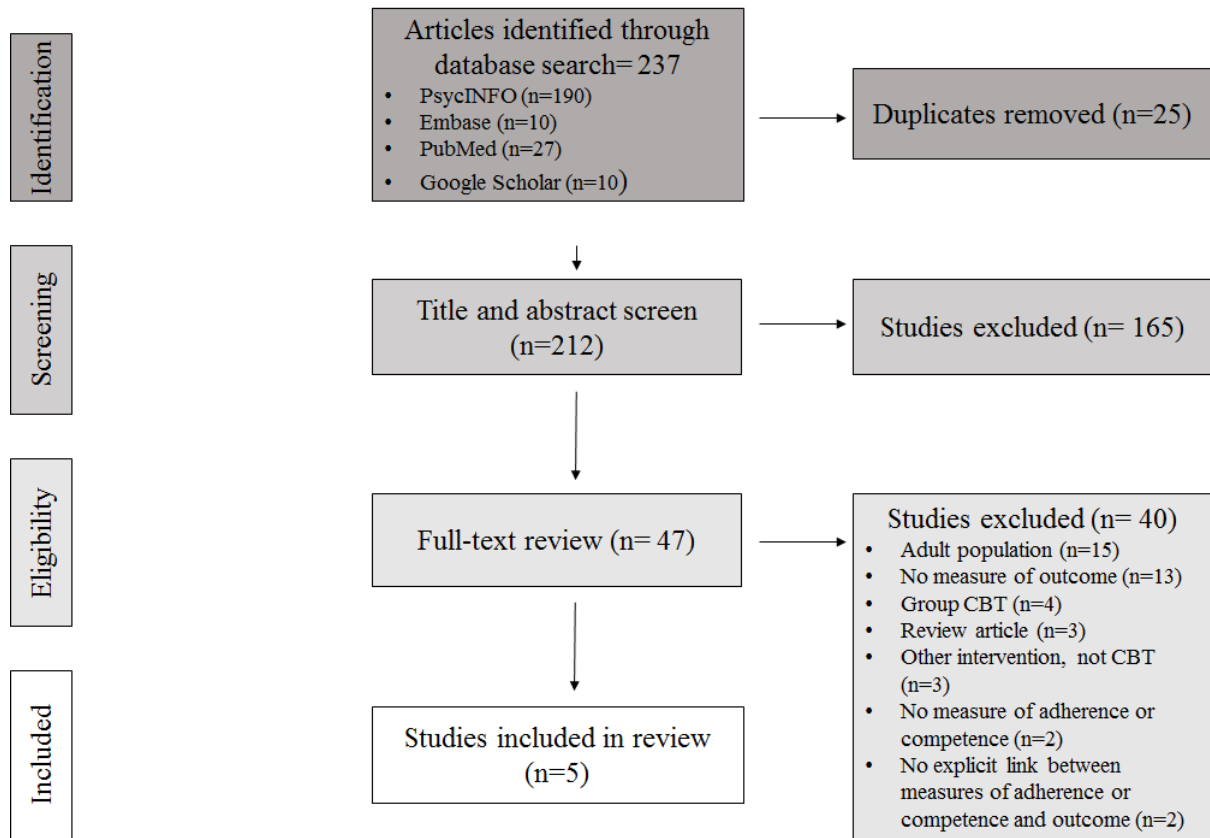 Identification
Articles identified through
database search= 237
• PsycINFO (n=190)
• Embase (n=10)
• PubMed (n=27)
• Google Scholar (n=10)
Duplicates removed (n=25)
Screening
Title and abstract screen
(n=212)
Studies excluded (n= 165)
Eligibility
Full-text review (n= 47)
Studies excluded (n= 40)
• Adult population (n=15)
• No measure of outcome (n=13)
• Group CBT (n=4)
• Review article (n=3)
• Other intervention, not CBT
(n=3)
• No measure of adherence or
competence (n=2)
• No explicit link between
measures of adherence or
competence and outcome (n=2)
Included
Studies included in review
(n=5)